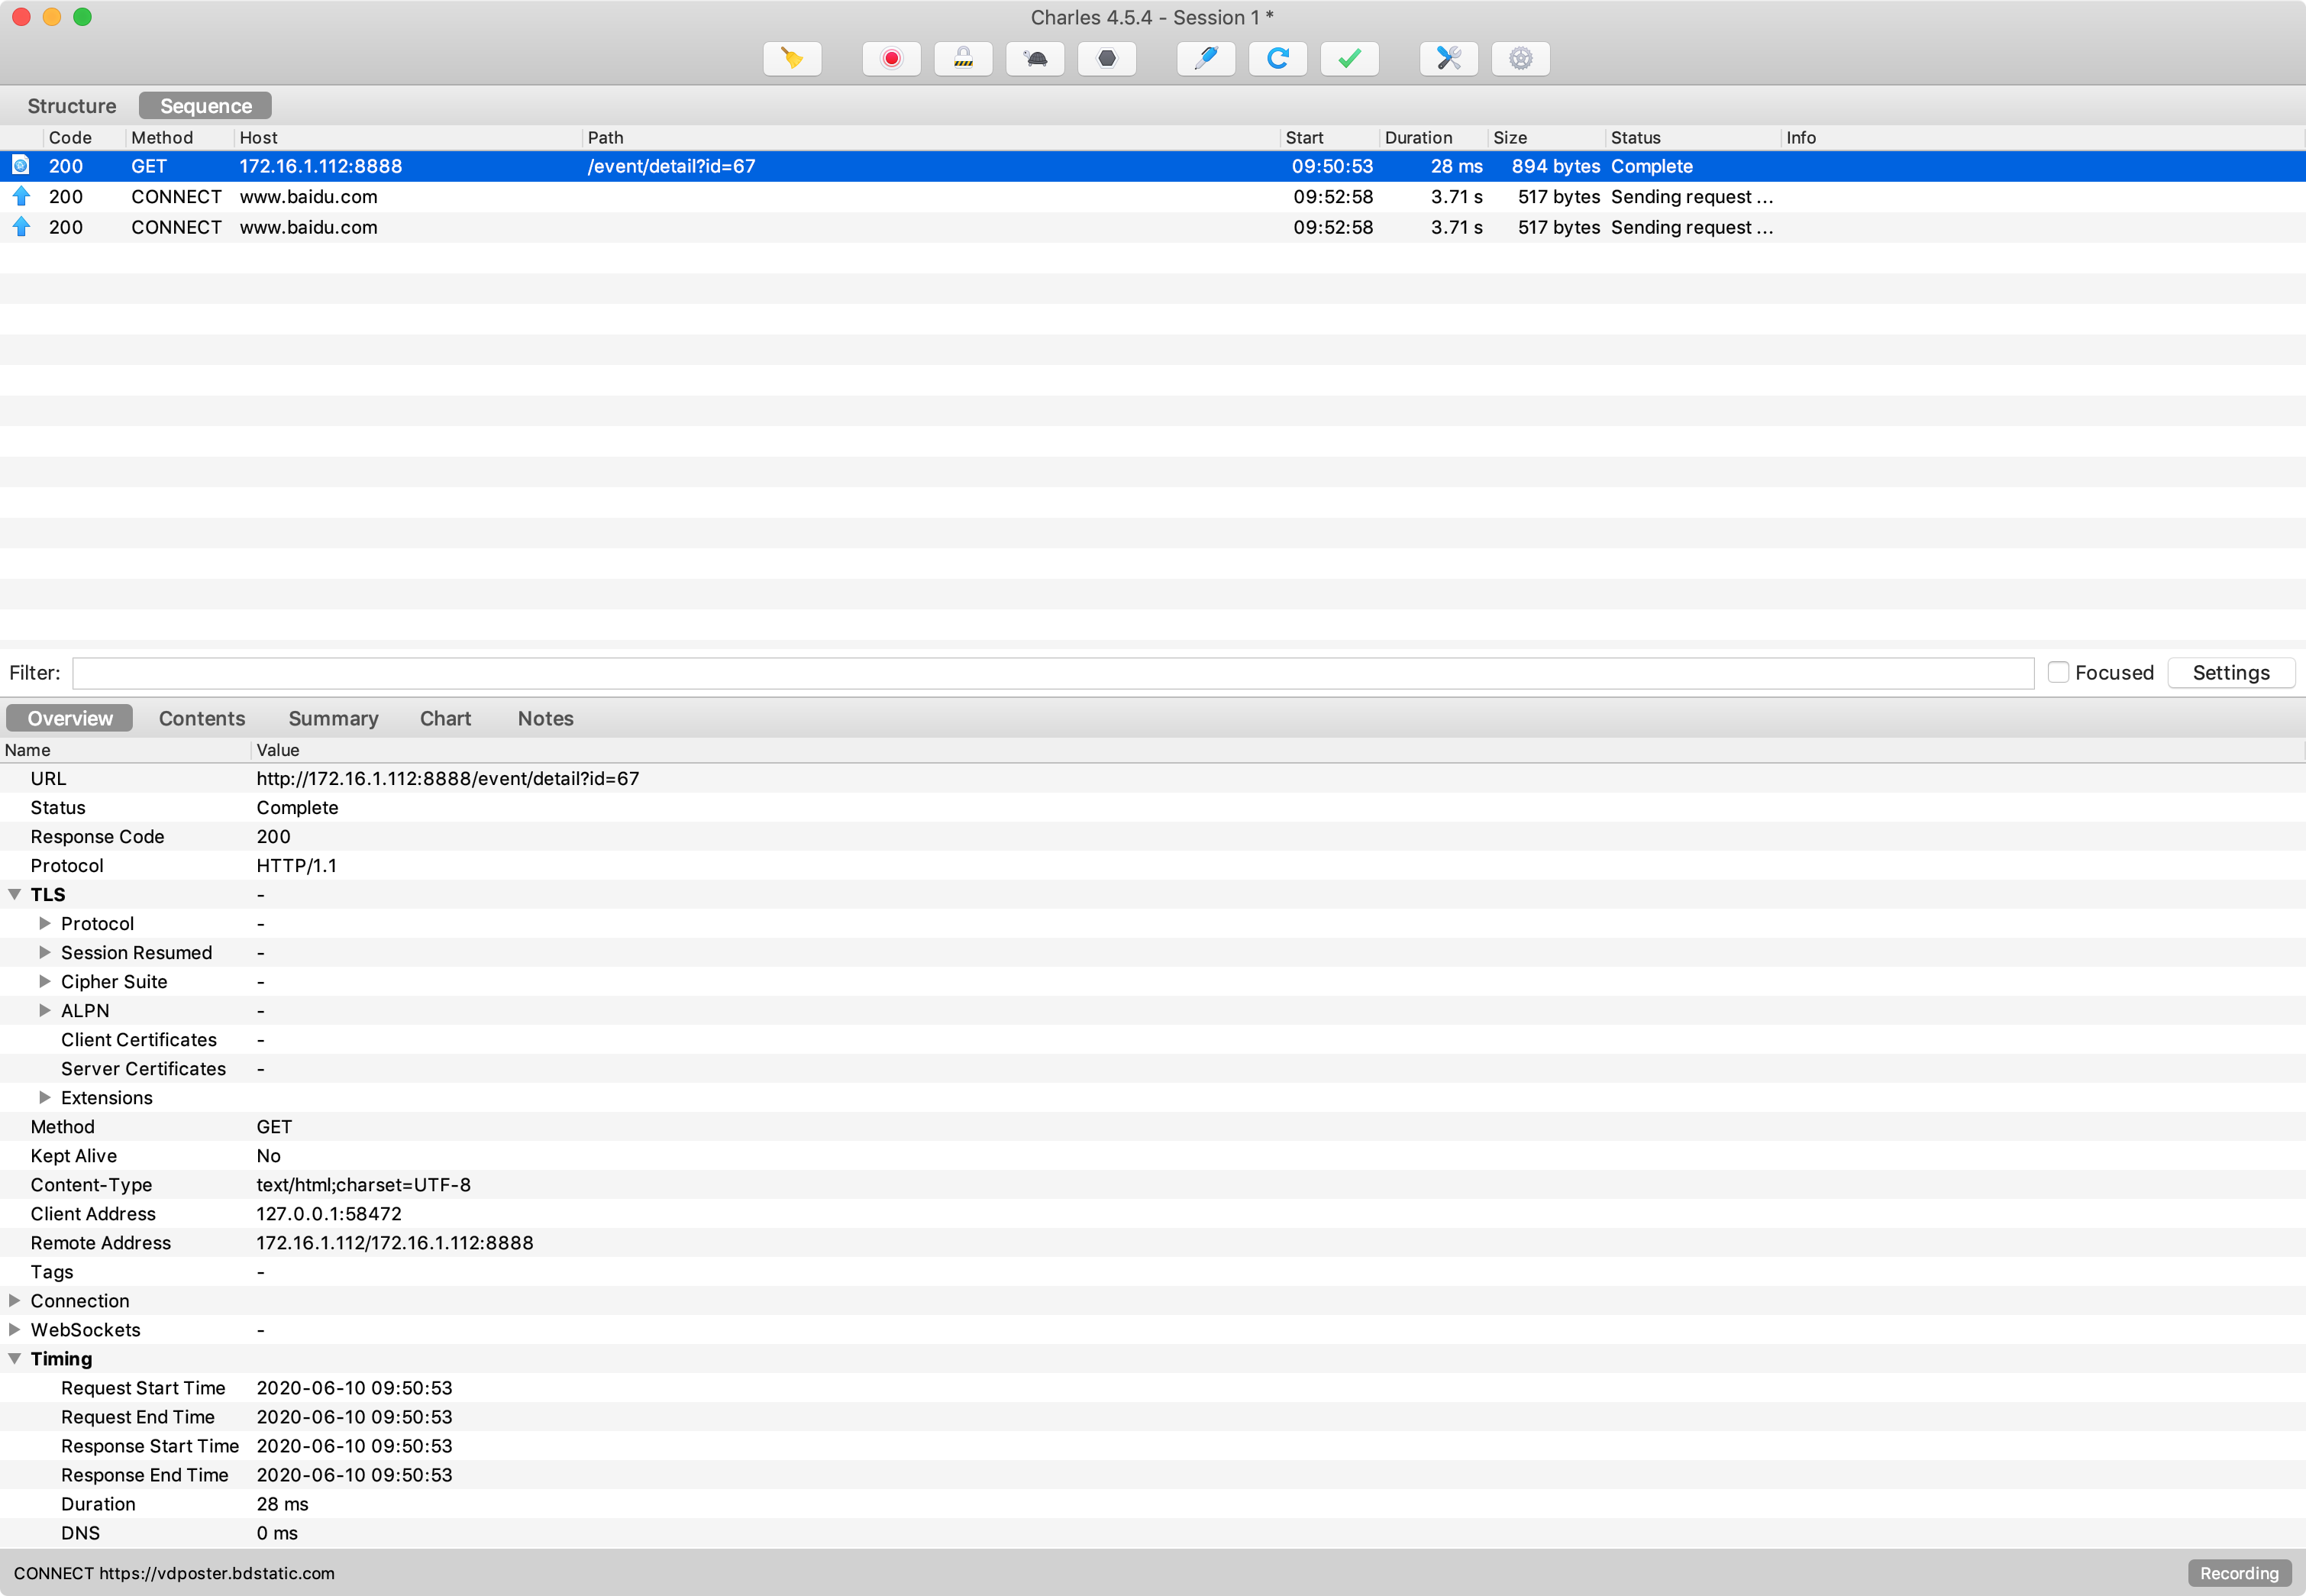 Charles 4.5.4 - Session 1 *
Structure Sequence
Code Method Host Path Start Duration Size Status Info
200 GET 172.16.1.112:8888 /event/detail?id=67 09:50:53 28 ms 894 bytes Complete
200 CONNECT www.baidu.com 09:52:58 3.71 s 517 bytes Sending request ...
200 CONNECT www.baidu.com 09:52:58 3.71 s 517 bytes Sending request ...
Filter: Focused Settings
Overview Contents Summary Chart Notes
Name Value
URL http://172.16.1.112:8888/event/detail?id=67
Status Complete
Response Code 200
Protocol HTTP/1.1
TLS -
Protocol -
Session Resumed -
Cipher Suite -
ALPN -
Client Certificates -
Server Certificates -
Extensions
Method GET
Kept Alive No
Content-Type text/html;charset=UTF-8
Client Address 127.0.0.1:58472
Remote Address 172.16.1.112/172.16.1.112:8888
Tags -
Connection
WebSockets -
Timing
Request Start Time 2020-06-10 09:50:53
Request End Time 2020-06-10 09:50:53
Response Start Time 2020-06-10 09:50:53
Response End Time 2020-06-10 09:50:53
Duration 28 ms
DNS 0 ms
CONNECT https://vdposter.bdstatic.com Recording